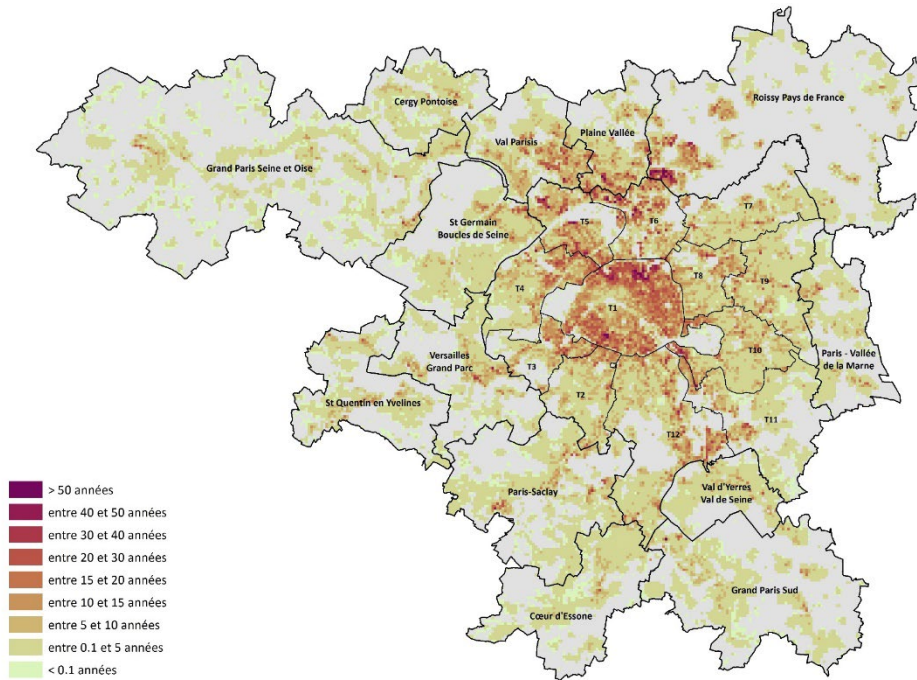 Cergy Pontoise
Roissy Pays de France
Plaine Vallée
Val Parisis
Grand Paris Seine et Oise
St Germain
Boucles de Seine
T5
T6
T7
T8
T9
T4
T1
T10
Paris - Vallée
de la Marne
Versailles
Grand Parc
T3
T2
St Quentin en Yvelines
T11
T12
Paris-Saclay
Val d'Yerres
Val de Seine
Grand Paris Sud
Cœur d'Essone
> 50 années
entre 40 et 50 années
entre 30 et 40 années
entre 20 et 30 années
entre 15 et 20 années
entre 10 et 15 années
entre 5 et 10 années
entre 0.1 et 5 années
< 0.1 années